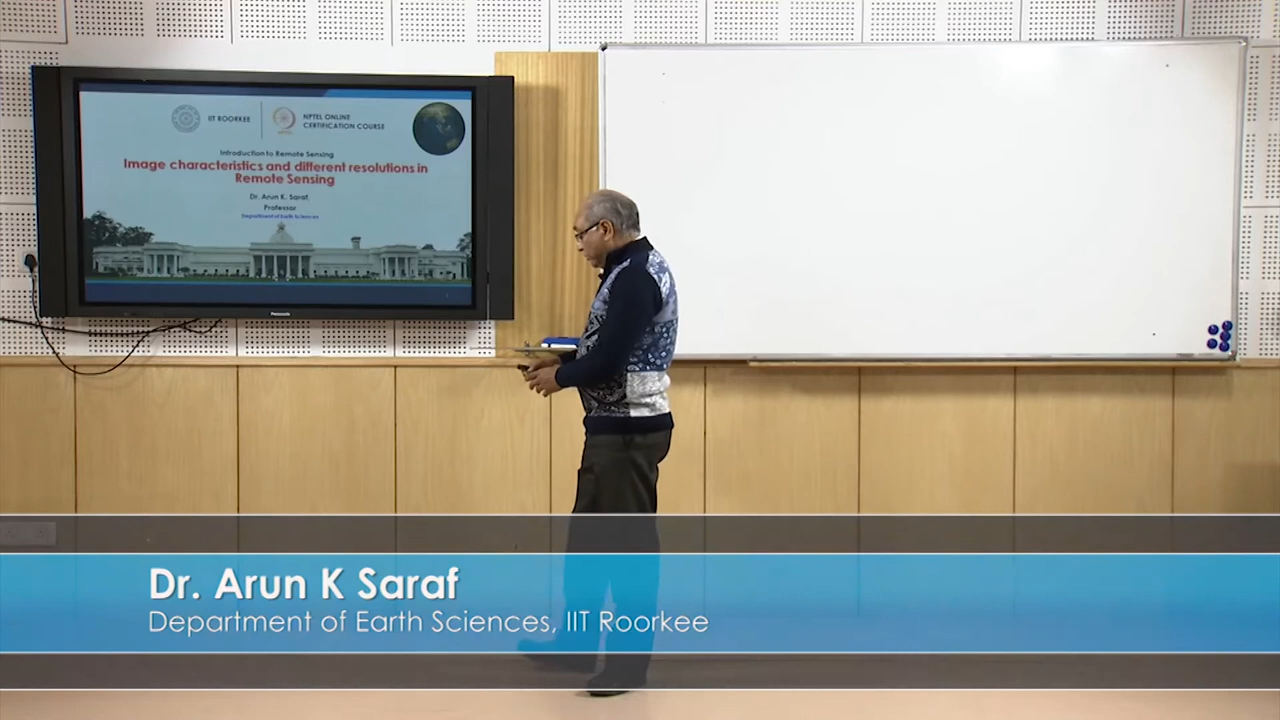 IIT ROORKEE
NPTEL ONLINE
CERTIFICATION COURSE
Introduction to Remote Sensing
Image characteristics and different resolutions in
Remote Sensing
Dr. Arun K. Saraf
Professor
Department of Earth Sciences
Panasonic
Dr. Arun K Saraf
Department of Earth Sciences, IIT Roorkee